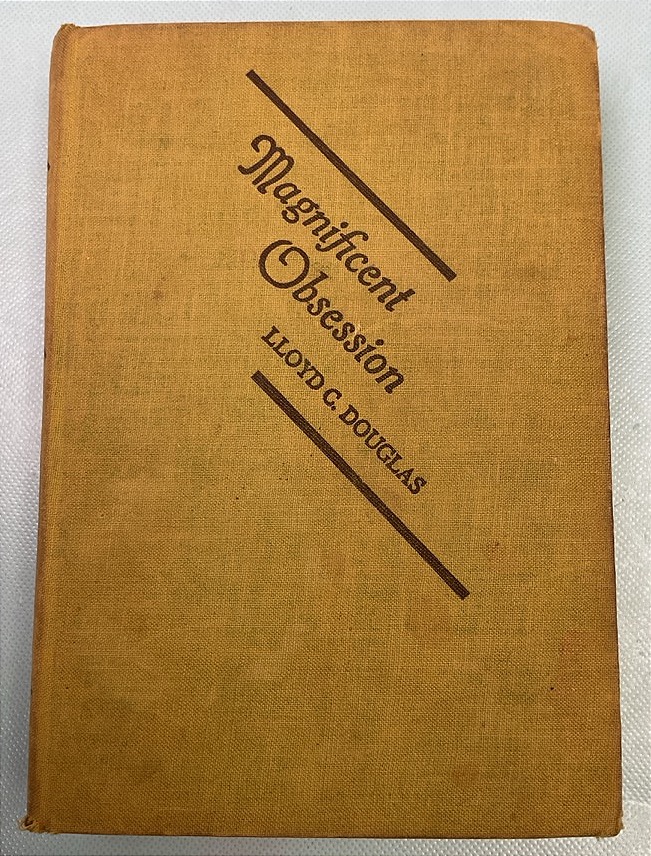 Magnificent
Obsession
LLOYD C. DOUGLAS